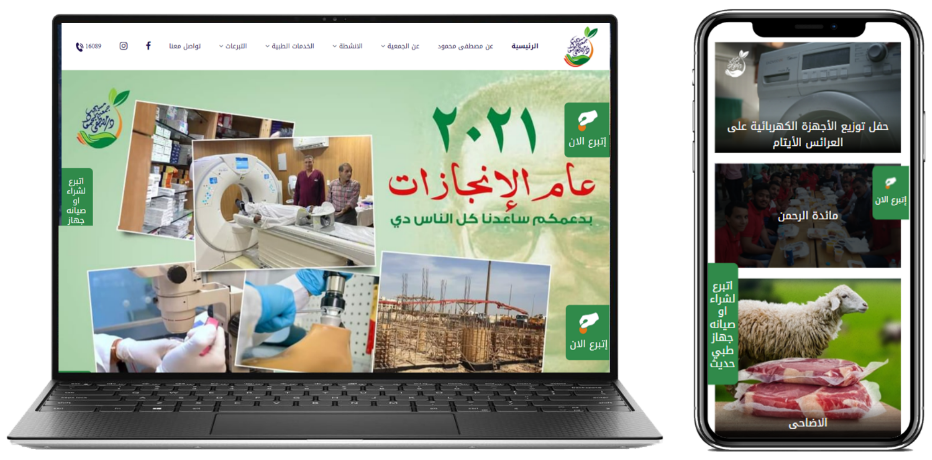 الرئيسية
عن مصطفى محمود
عن الجمعية
الانشطة
الخدمات الطبية
التبرعات
تواصل معنا
16089
٢٠٢١
عام الإنجازات
بدعمكم ساعدنا كل الناس دي
إتبرع الان
اتبرع
لشراء
او
صيانه
جهاز
إتبرع الان
حفل توزيع الأجهزة الكهربائية على
العرائس الأيتام
مائدة الرحمن
إتبرع الان
اتبرع
لشراء
او
صيانه
جهاز
طبي
حديث
الاضاحى